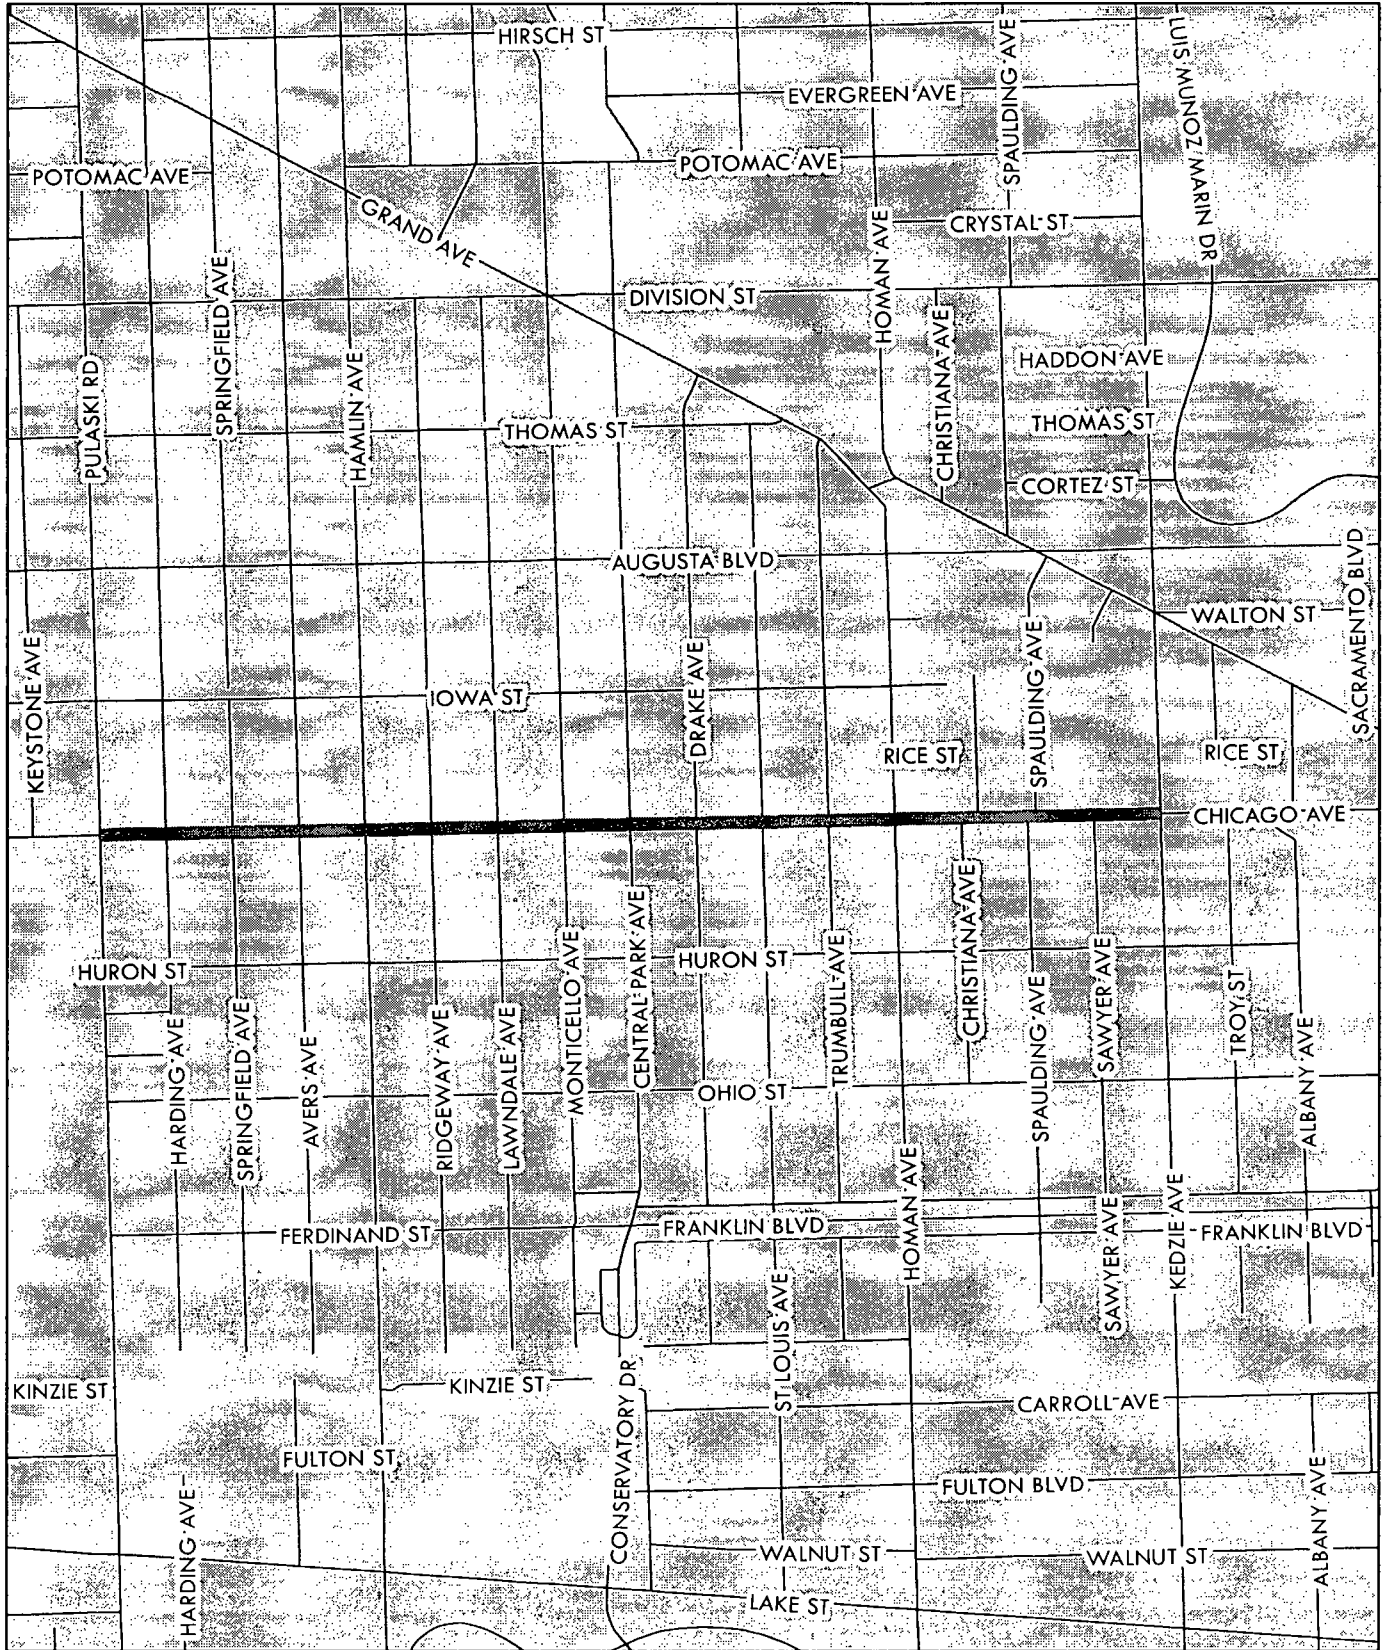 HIRSCH ST
SPAULDING AVE
LUIS MUNOZ MARIN DR
EVERGREEN AVE
POTOMAC AVE
POTOMAC AVE
GRAND AVE
CRYSTAL ST
HOMAN AVE
SPRINGFIELD AVE
DIVISION ST
CHRISTIANA AVE
HAMLIN AVE
PULASKI RD
HADDON AVE
THOMAS ST
THOMAS ST
CORTEZ ST
AUGUSTA BLVD
SACRAMENTO BLVD
WALTON ST
KEYSTONE AVE
DRAKE AVE
SPAULDING AVE
IOWA ST
RICE ST
RICE ST
CHICAGO AVE
CHRISTIANA AVE
CENTRAL PARK AVE
MONTICELLO AVE
HURON ST
HURON ST
TRUMBULL AVE
SAWYER AVE
TROY ST
SPAULDING AVE
HARDING AVE
SPRINGFIELD AVE
AVERS AVE
RIDGEWAY AVE
LAWNDALE AVE
ALBANY AVE
OHIO ST
HOMAN AVE
KEDZIE AVE
SAWYER AVE
FERDINAND ST
FRANKLIN BLVD
FRANKLIN BLVD
ST LOUIS AVE
KINZIE ST
KINZIE ST
CONSERVATORY DR
CARROLL AVE
FULTON ST
FULTON BLVD
HARDING AVE
ALBANY AVE
WALNUT ST
WALNUT ST
LAKE ST